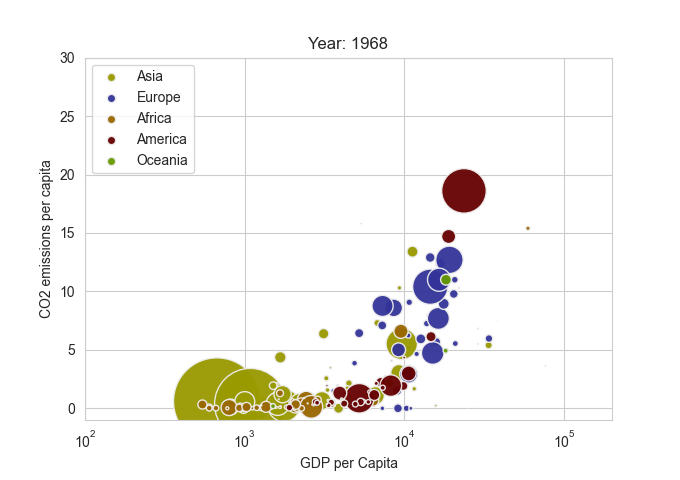 Year: 1968
30
25
20
15
10
5
0
CO2 emissions per capita
Asia
Europe
Africa
America
Oceania
10²
10³
10⁴
10⁵
GDP per Capita